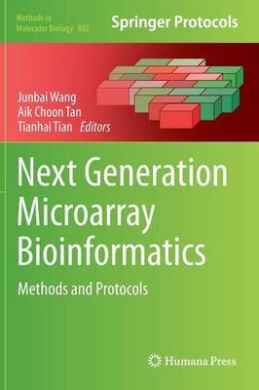 Methods in
Molecular Biology 802
Springer Protocols
Junbai Wang
Aik Choon Tan
Tianhai Tian Editors
Next Generation
Microarray
Bioinformatics
Methods and Protocols
Humana Press